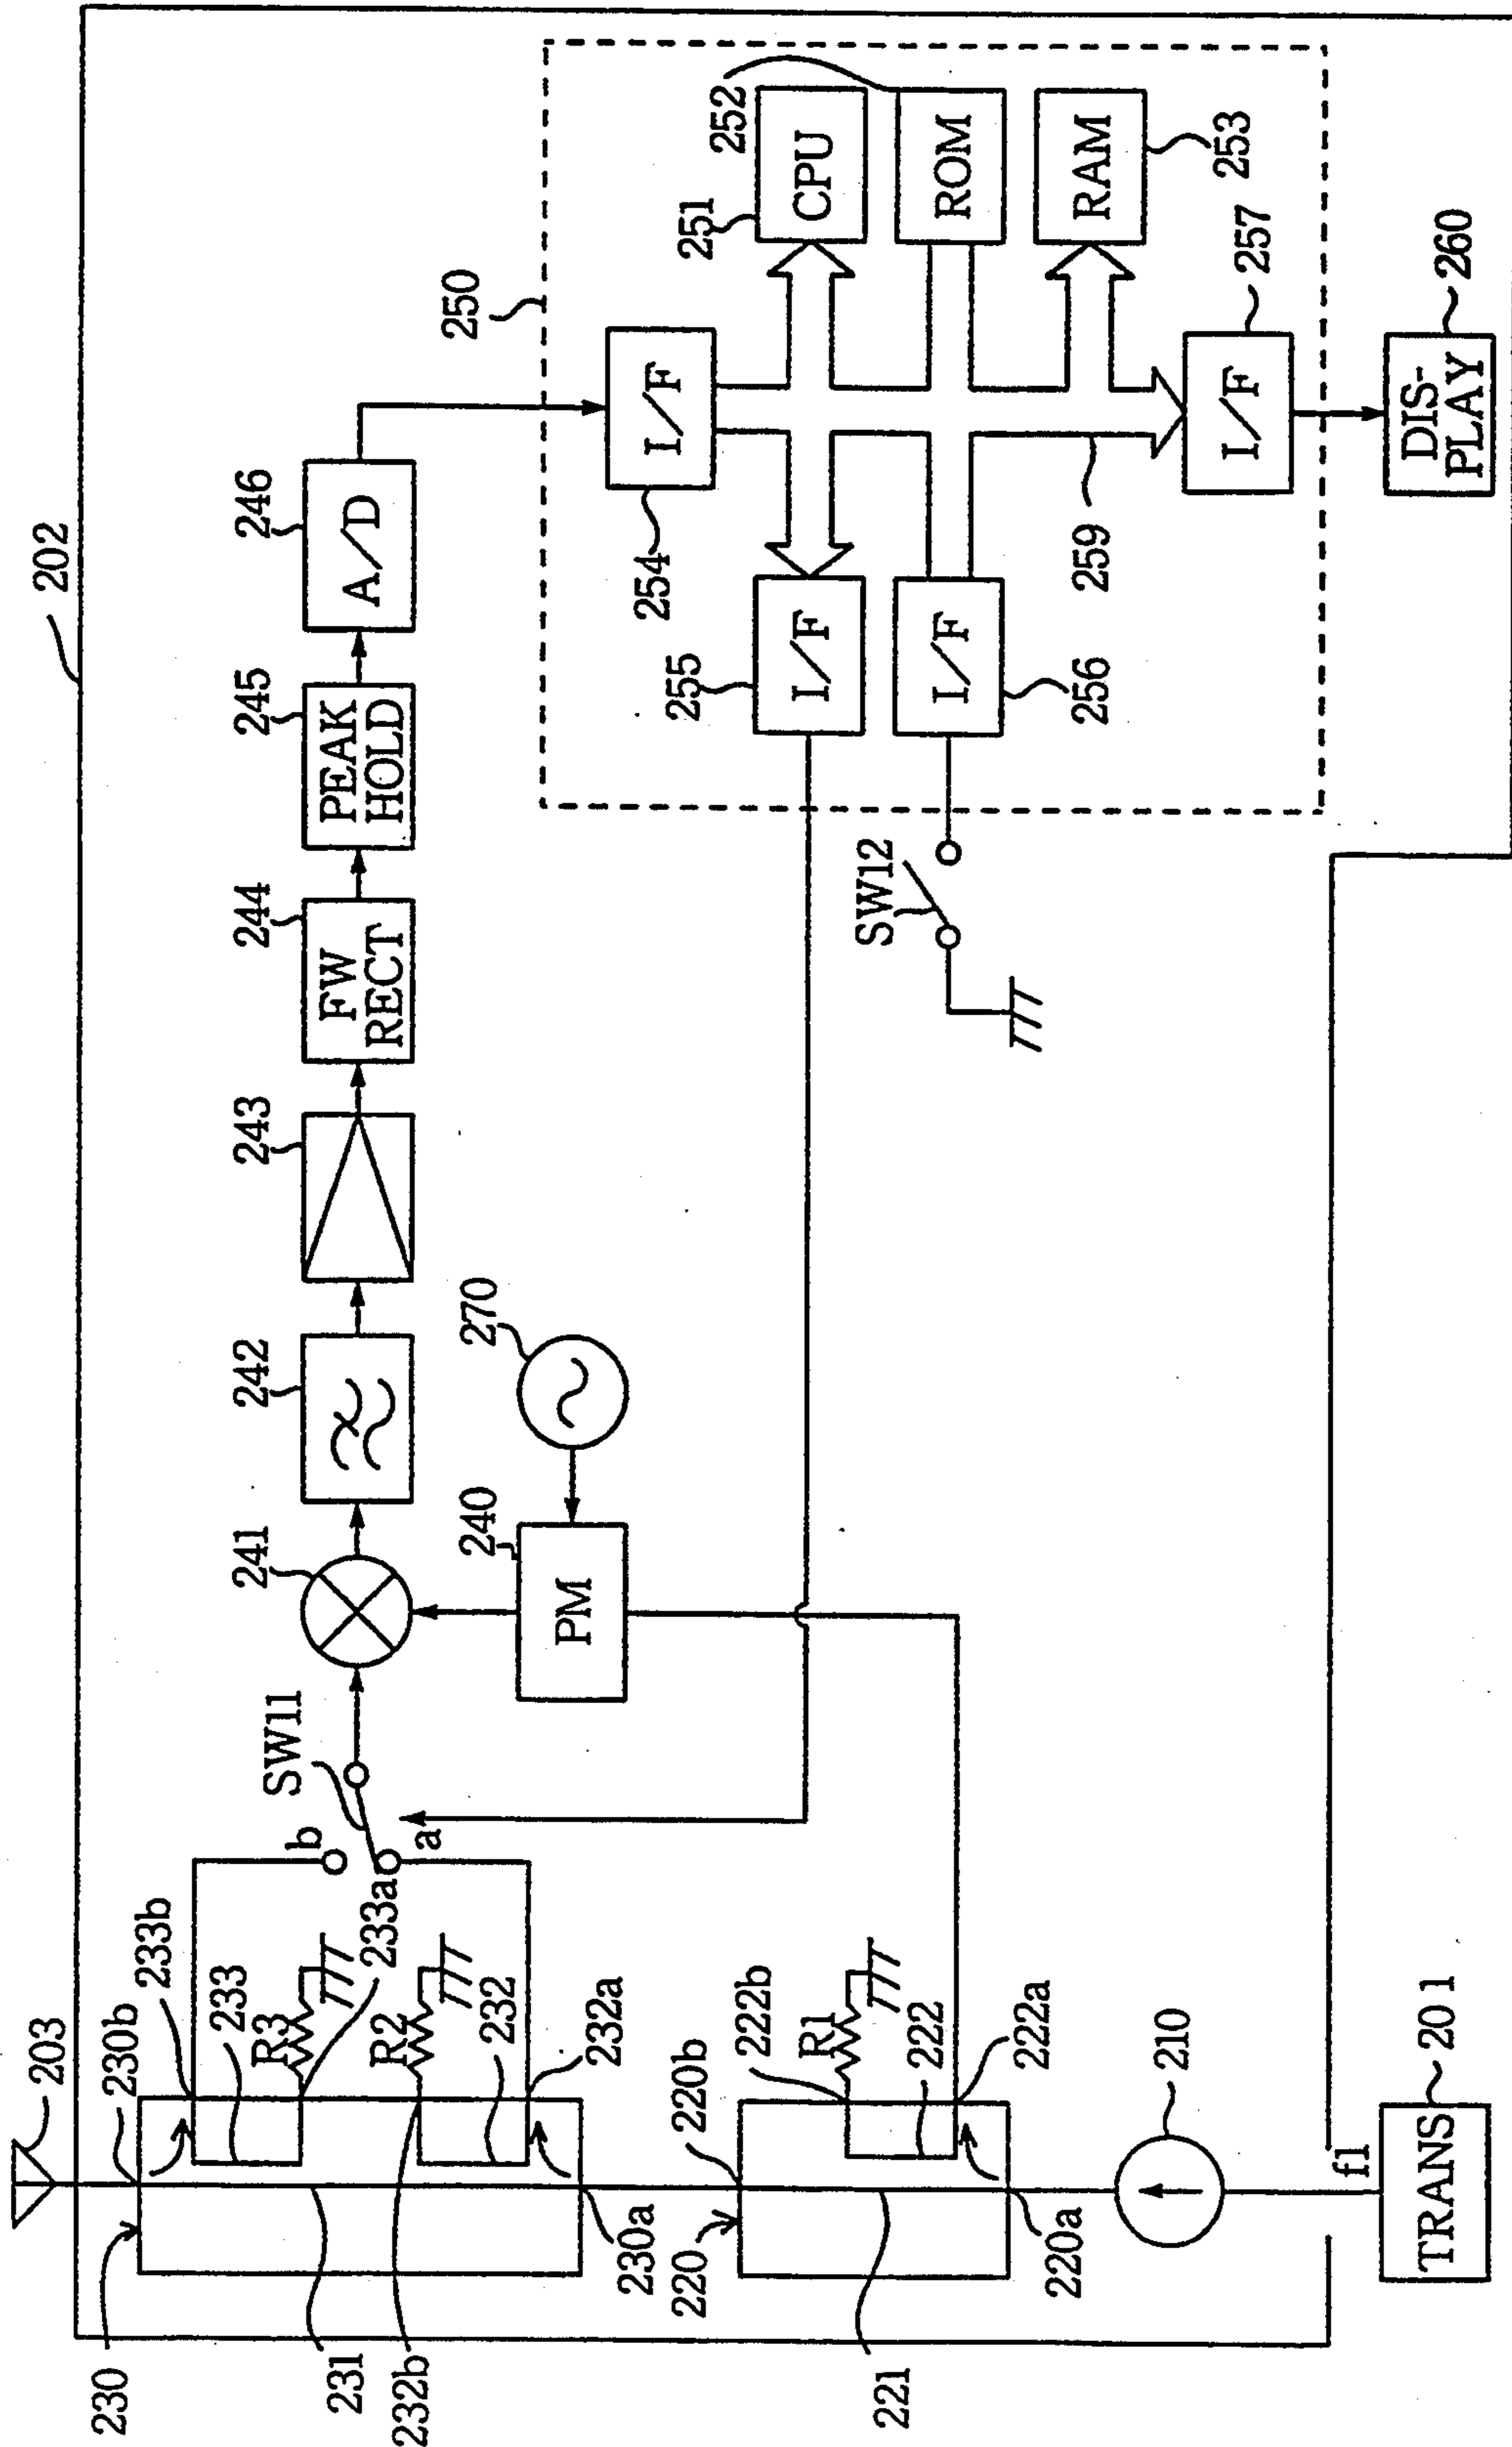 202
203
230
230b
233b
233
R3
233a
R2
232
232a
232b
231
230a
b
a
SW11
241
242
243
244
FW
RECT
245
PEAK
HOLD
246
A/D
240
PM
270
250
254
I/F
251
CPU
252
ROM
RAM
253
255
I/F
I/F
256
259
I/F
257
DIS-
PLAY
260
SW12
220
220b
222b
R1
222
222a
220a
221
210
f1
TRANS
201